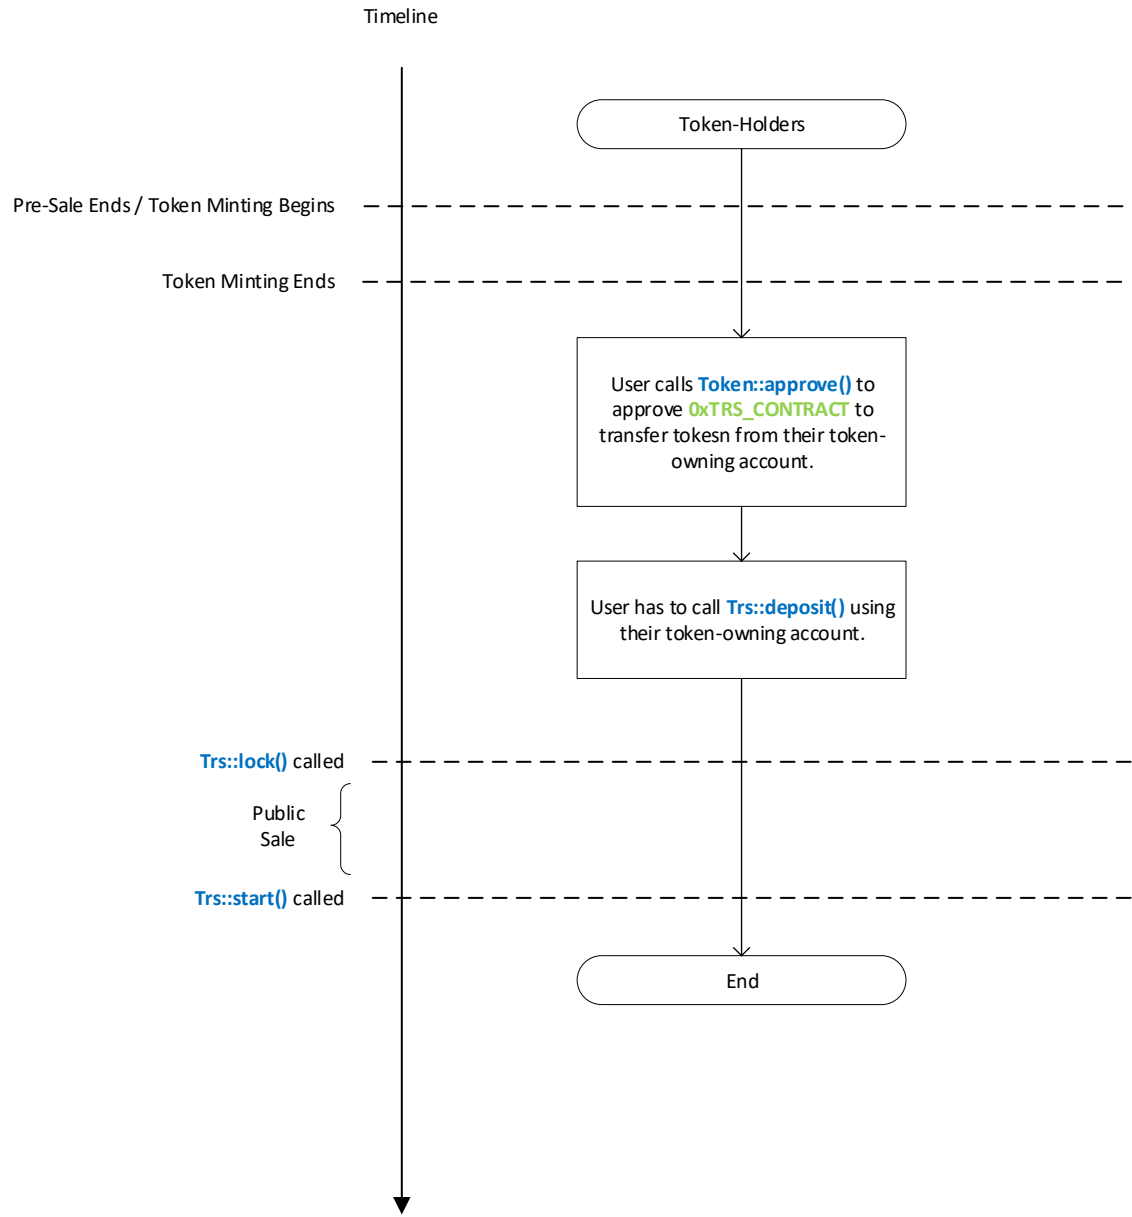 Timeline
Token-Holders
Pre-Sale Ends / Token Minting Begins
Token Minting Ends
User calls Token::approve() to
approve 0xTRS_CONTRACT to
transfer tokesn from their token-
owning account.
User has to call Trs::deposit() using
their token-owning account.
Trs::lock() called
Public
Sale
Trs::start() called
End